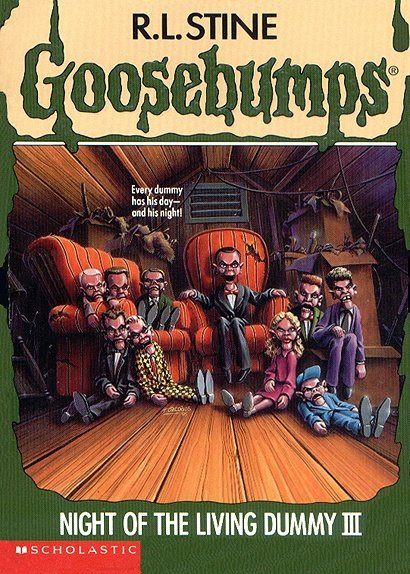 R.L. STINE
Goosebumps®
Every dummy
has his day—
and his night!
NIGHT OF THE LIVING DUMMY III
SCHOLASTIC